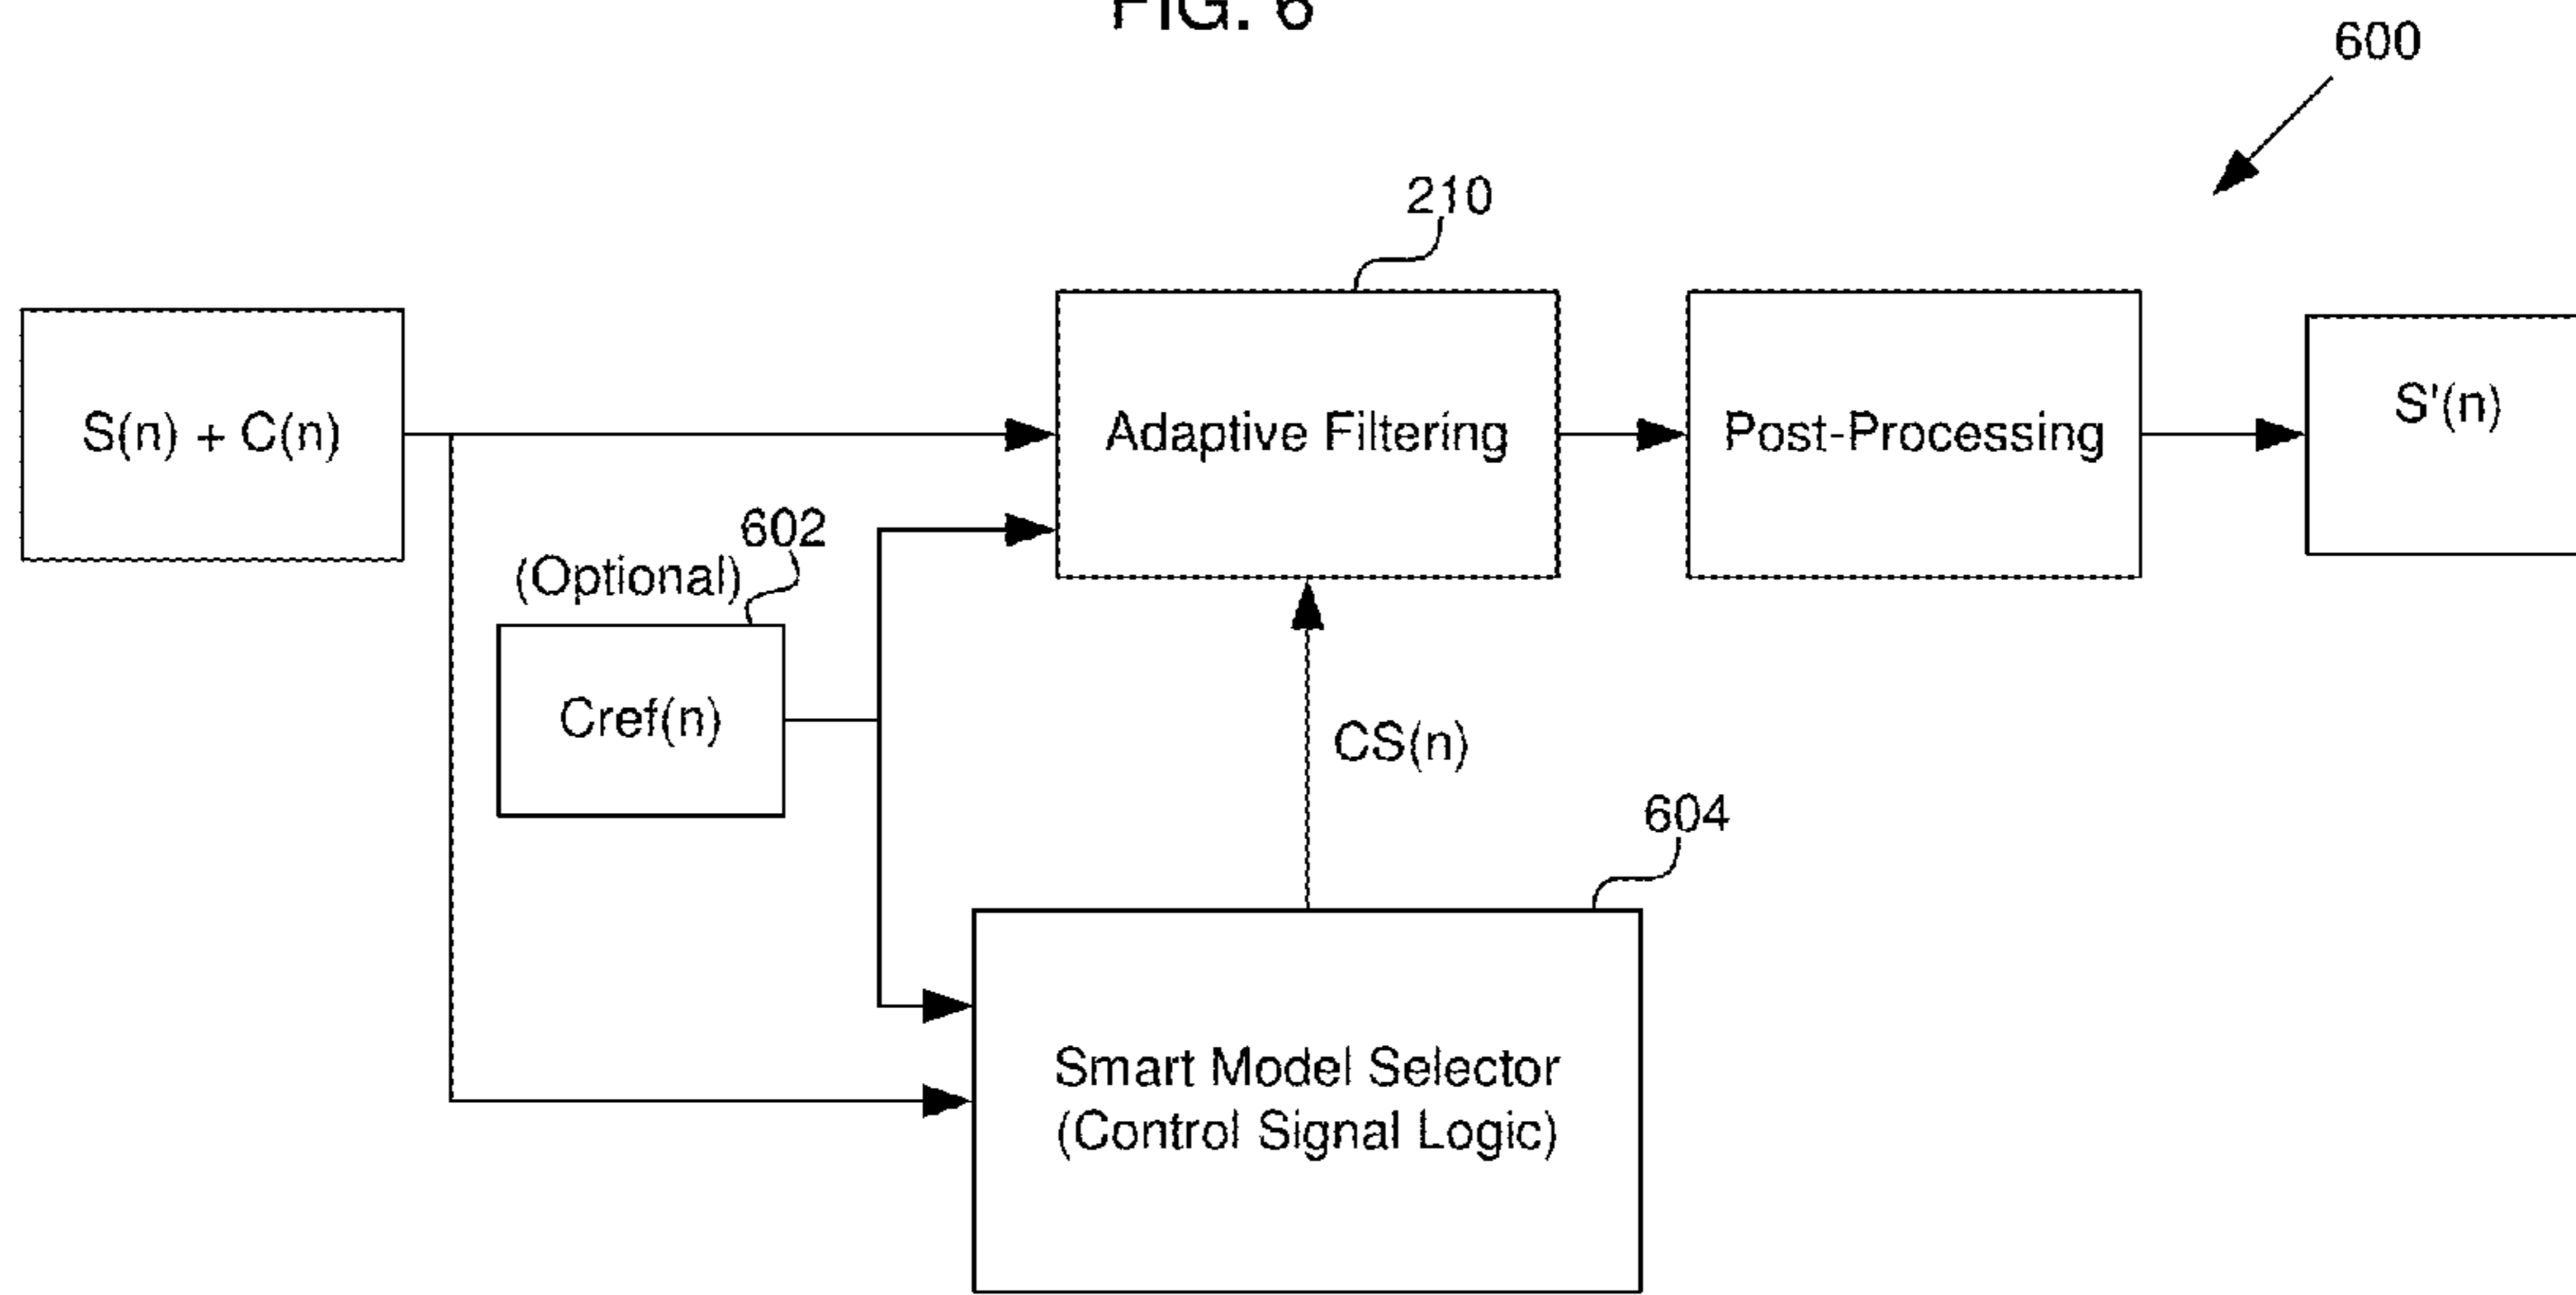 FIG. 6
600
210
S(n) + C(n)
Adaptive Filtering
Post-Processing
S'(n)
602
(Optional)
Cref(n)
CS(n)
604
Smart Model Selector
(Control Signal Logic)